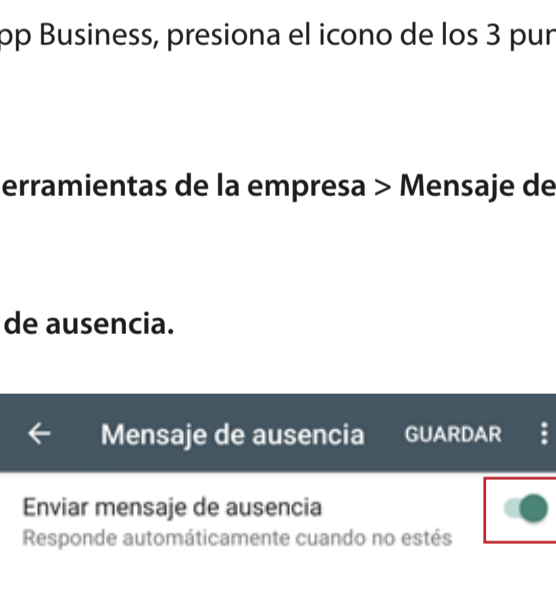 pp Business, presiona el icono de los 3 pun
erramientas de la empresa > Mensaje de
de ausencia.
Mensaje de ausencia GUARDAR
Enviar mensaje de ausencia
Responde automáticamente cuando no estés